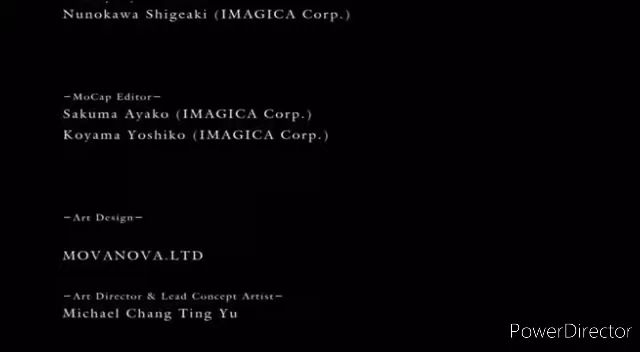 Nunokawa Shigeaki (IMAGICA Corp.)
−MoCap Editor−
Sakuma Ayako (IMAGICA Corp.)
Koyama Yoshiko (IMAGICA Corp.)
−Art Design−
MOVANOVA.LTD
−Art Director & Lead Concept Artist−
Michael Chang Ting Yu
PowerDirector